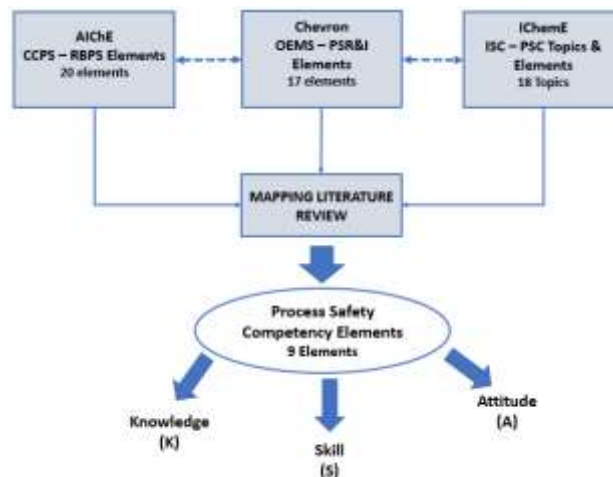 AIChE
CCPS – RBPS Elements
20 elements
Chevron
OEMS – PSR&I
Elements
17 elements
IChemE
ISC – PSC Topics &
Elements
18 Topics
MAPPING LITERATURE
REVIEW
Process Safety
Competency Elements
9 Elements
Knowledge
(K)
Skill
(S)
Attitude
(A)